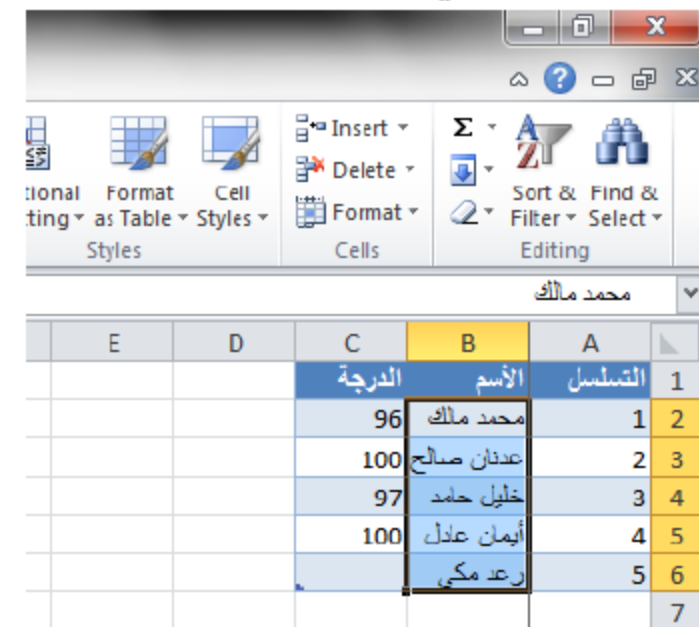 Insert
Delete
Format
Format as Table
Cell Styles
Sort & Filter
Find & Select
Styles
Cells
Editing
محمد مالك
A B C D E
1 التسلسل الأسم الدرجة
2 1 محمد مالك 96
3 2 عدنان صالح 100
4 3 خليل حامد 97
5 4 أيمان عادل 100
6 5 رعد مكي
7